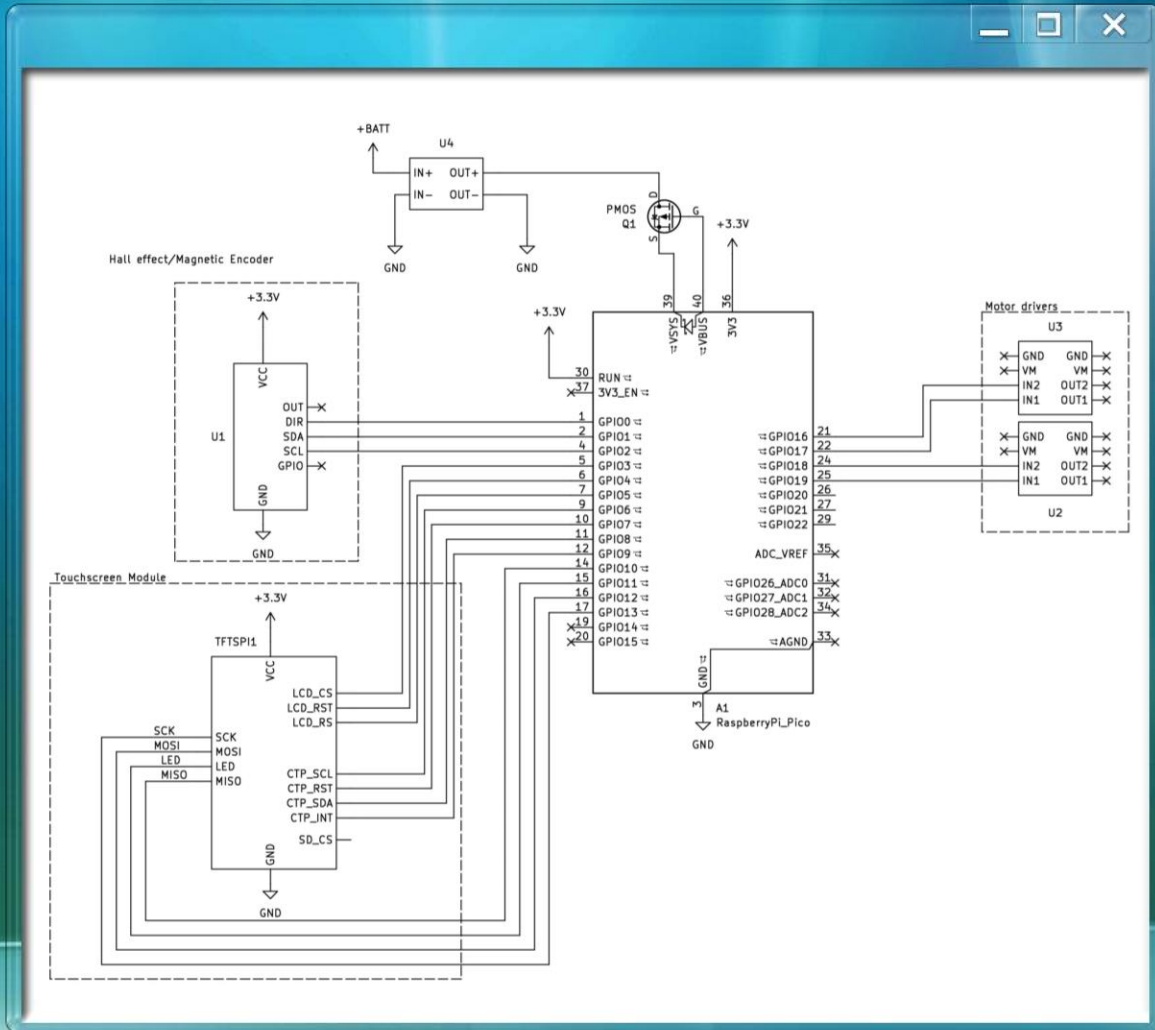 +BATT
U4
IN+ OUT+
IN- OUT-
GND
GND
PMOS
Q1
D
G
S
+3.3V
39
40
36
VSYS
VBUS
3V3
Hall effect/Magnetic Encoder
+3.3V
VCC
U1
OUT
DIR
SDA
SCL
GPIO
GND
GND
+3.3V
30 RUN
37 3V3_EN
1 GPIO0
2 GPIO1
4 GPIO2
5 GPIO3
6 GPIO4
7 GPIO5
9 GPIO6
10 GPIO7
11 GPIO8
12 GPIO9
14 GPIO10
15 GPIO11
16 GPIO12
17 GPIO13
19 GPIO14
20 GPIO15
GPIO16 21
GPIO17 22
GPIO18 24
GPIO19 25
GPIO20 26
GPIO21 27
GPIO22 29
ADC_VREF 35
GPIO26_ADC0 31
GPIO27_ADC1 32
GPIO28_ADC2 34
AGND 33
GND
3
A1
RaspberryPi_Pico
GND
Motor drivers
U3
GND GND
VM VM
IN2 OUT2
IN1 OUT1
GND GND
VM VM
IN2 OUT2
IN1 OUT1
U2
Touchscreen Module
+3.3V
TFTSPI1
VCC
LCD_CS
LCD_RST
LCD_RS
SCK SCK
MOSI MOSI
LED LED
MISO MISO
CTP_SCL
CTP_RST
CTP_SDA
CTP_INT
SD_CS
GND
GND